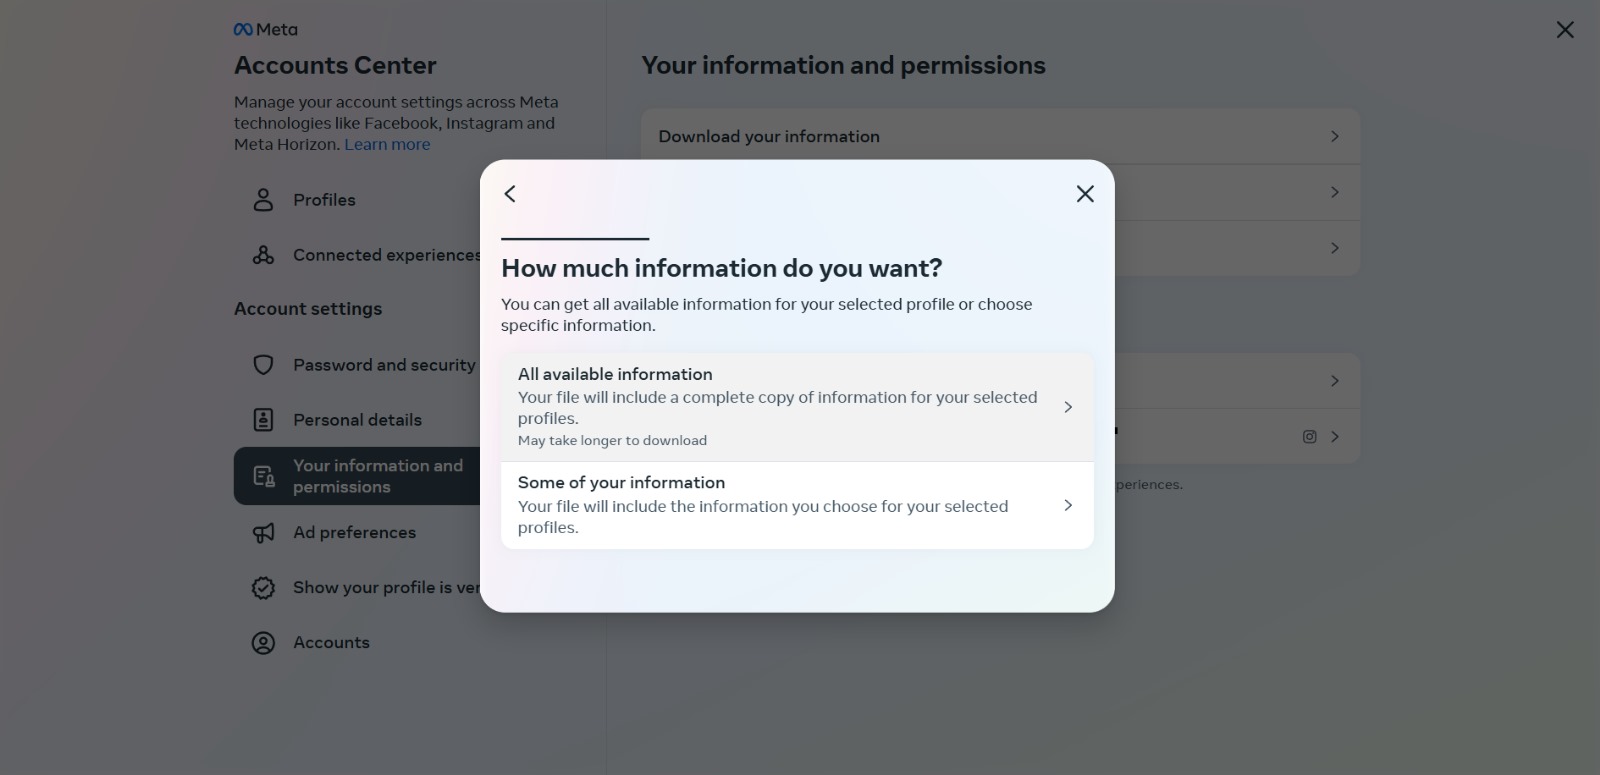 Meta
Accounts Center
Manage your account settings across Meta
technologies like Facebook, Instagram and
Meta Horizon. Learn more
Profiles
Connected experiences
Account settings
Password and security
Personal details
Your information and
permissions
Ad preferences
Show your profile is ver
Accounts
Your information and permissions
Download your information
periences.
How much information do you want?
You can get all available information for your selected profile or choose
specific information.
All available information
Your file will include a complete copy of information for your selected
profiles.
May take longer to download
Some of your information
Your file will include the information you choose for your selected
profiles.